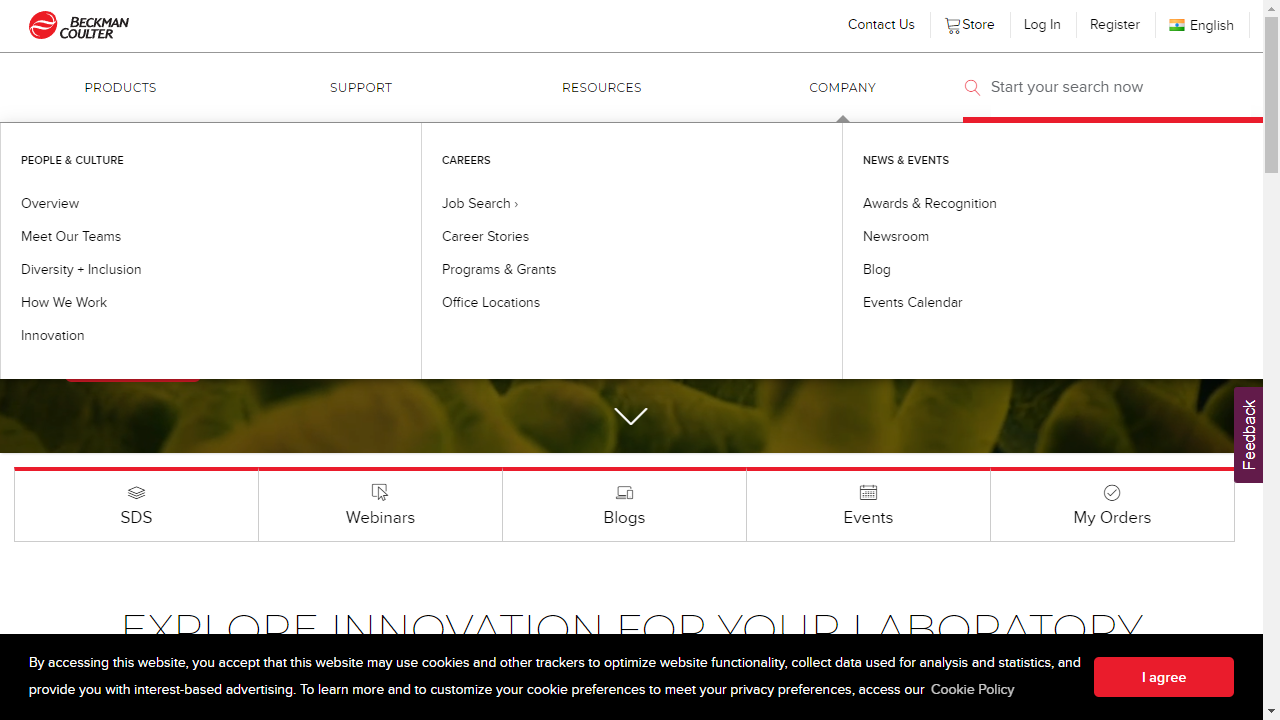 BECKMAN
COULTER
Contact Us
Store
Log In
Register
English
PRODUCTS
SUPPORT
RESOURCES
COMPANY
Start your search now
PEOPLE & CULTURE
Overview
Meet Our Teams
Diversity + Inclusion
How We Work
Innovation
CAREERS
Job Search ›
Career Stories
Programs & Grants
Office Locations
NEWS & EVENTS
Awards & Recognition
Newsroom
Blog
Events Calendar
Feedback
SDS
Webinars
Blogs
Events
My Orders
EXPLORE INNOVATION FOR YOUR LABORATORY
By accessing this website, you accept that this website may use cookies and other trackers to optimize website functionality, collect data used for analysis and statistics, and
provide you with interest-based advertising. To learn more and to customize your cookie preferences to meet your privacy preferences, access our Cookie Policy
I agree